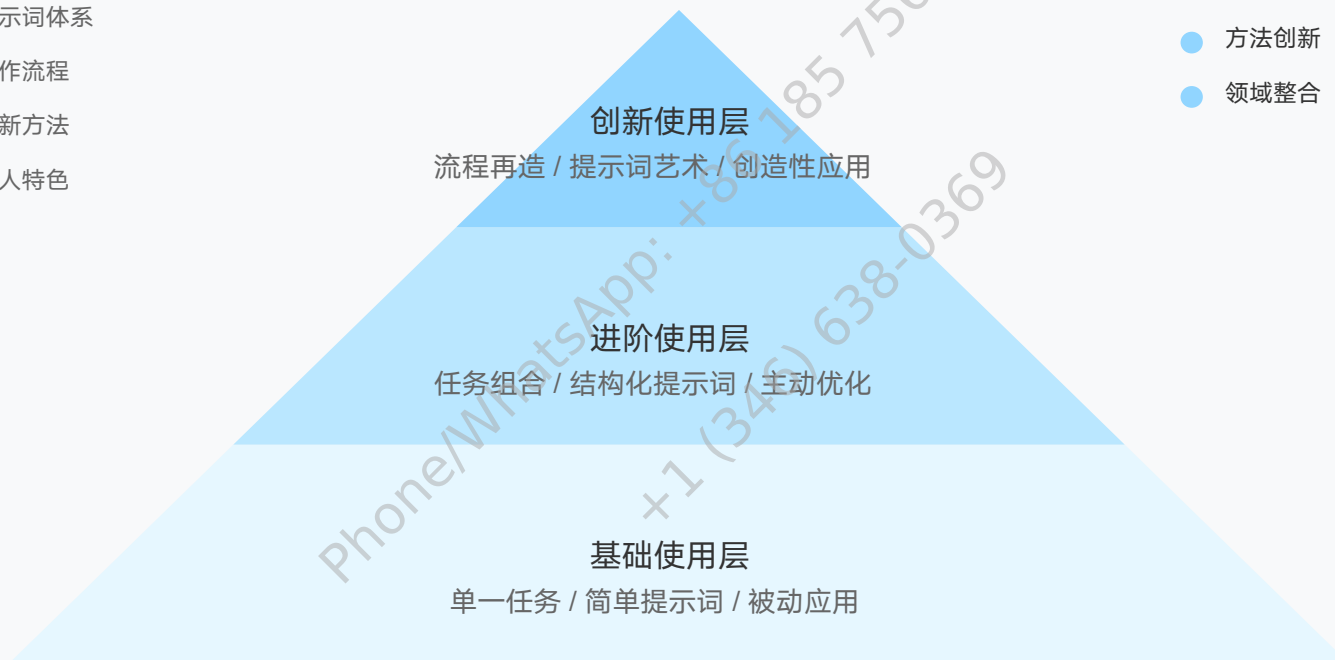 示词体系
作流程
新方法
人特色
创新使用层
流程再造 / 提示词艺术 / 创造性应用
进阶使用层
任务组合 / 结构化提示词 / 主动优化
基础使用层
单一任务 / 简单提示词 / 被动应用
方法创新
领域整合
Phone/WhatsApp: +86 185 750
+1 (346) 638-0369